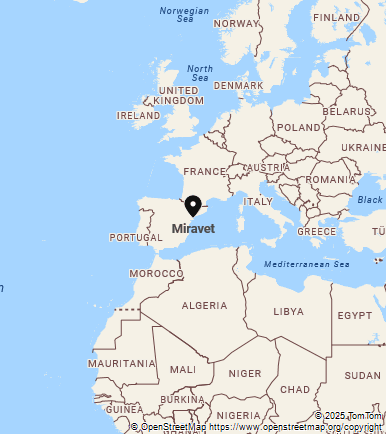 Norwegian
Sea
FINLAND
NORWAY
North
Sea
DENMARK
UNITED
KINGDOM
IRELAND
BELARUS
POLAND
UKRAINE
FRANCE
AUSTRIA
ROMANIA
ITALY
Black
Miravet
PORTUGAL
GREECE
TÜ
Mediterranean Sea
MOROCCO
ALGERIA
LIBYA
EGYPT
MAURITANIA
MALI
NIGER
CHAD
SUDAN
BURKINA
GUINEA
NIGERIA
© 2025 TomTom
© OpenStreetMap https://www.openstreetmap.org/copyright